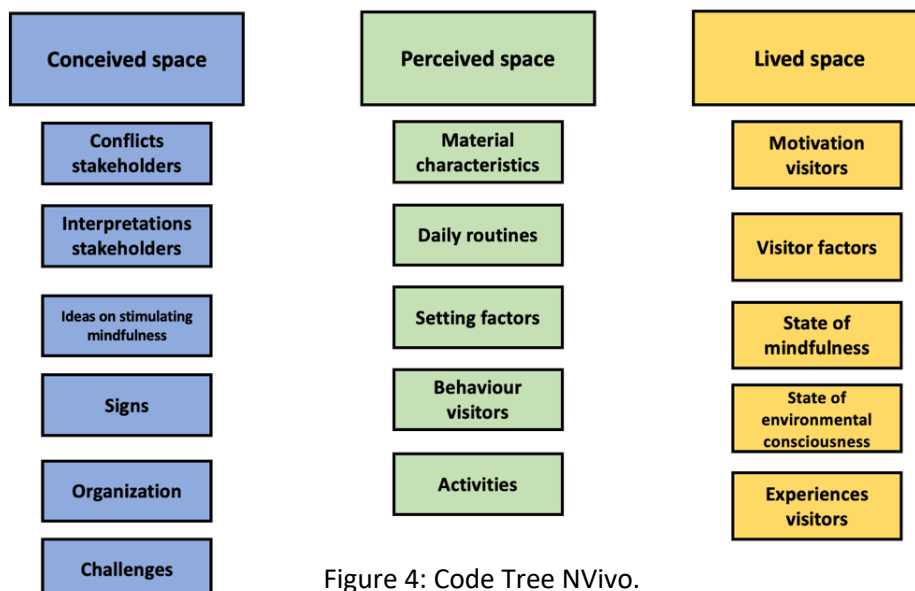 Conceived space
Conflicts
stakeholders
Interpretations
stakeholders
Ideas on stimulating
mindfulness
Signs
Organization
Challenges
Perceived space
Material
characteristics
Daily routines
Setting factors
Behaviour
visitors
Activities
Lived space
Motivation
visitors
Visitor factors
State of
mindfulness
State of
environmental
consciousness
Experiences
visitors
Figure 4: Code Tree NVivo.